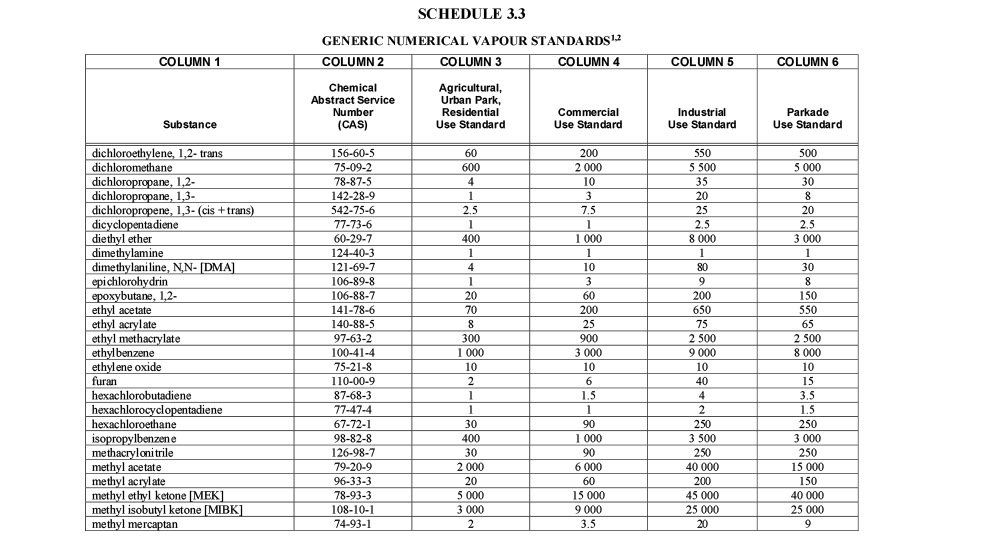 SCHEDULE 3.3
GENERIC NUMERICAL VAPOUR STANDARDS1,2
COLUMN 1 COLUMN 2 COLUMN 3 COLUMN 4 COLUMN 5 COLUMN 6
Substance Chemical Abstract Service Number (CAS) Agricultural, Urban Park, Residential Use Standard Commercial Use Standard Industrial Use Standard Parkade Use Standard
dichloroethylene, 1,2- trans 156-60-5 60 200 550 500
dichloromethane 75-09-2 600 2 000 5 500 5 000
dichloropropane, 1,2- 78-87-5 4 10 35 30
dichloropropane, 1,3- 142-28-9 1 3 20 8
dichloropropene, 1,3- (cis + trans) 542-75-6 2.5 7.5 25 20
dicyclopentadiene 77-73-6 1 1 2.5 2.5
diethyl ether 60-29-7 400 1 000 8 000 3 000
dimethylamine 124-40-3 1 1 1 1
dimethylaniline, N,N- [DMA] 121-69-7 4 10 80 30
epichlorohydrin 106-89-8 1 3 9 8
epoxybutane, 1,2- 106-88-7 20 60 200 150
ethyl acetate 141-78-6 70 200 650 550
ethyl acrylate 140-88-5 8 25 75 65
ethyl methacrylate 97-63-2 300 900 2 500 2 500
ethylbenzene 100-41-4 1 000 3 000 9 000 8 000
ethylene oxide 75-21-8 10 10 10 10
furan 110-00-9 2 6 40 15
hexachlorobutadiene 87-68-3 1 1.5 4 3.5
hexachlorocyclopentadiene 77-47-4 1 1 2 1.5
hexachloroethane 67-72-1 30 90 250 250
isopropylbenzene 98-82-8 400 1 000 3 500 3 000
methacrylonitrile 126-98-7 30 90 250 250
methyl acetate 79-20-9 2 000 6 000 40 000 15 000
methyl acrylate 96-33-3 20 60 200 150
methyl ethyl ketone [MEK] 78-93-3 5 000 15 000 45 000 40 000
methyl isobutyl ketone [MIBK] 108-10-1 3 000 9 000 25 000 25 000
methyl mercaptan 74-93-1 2 3.5 20 9